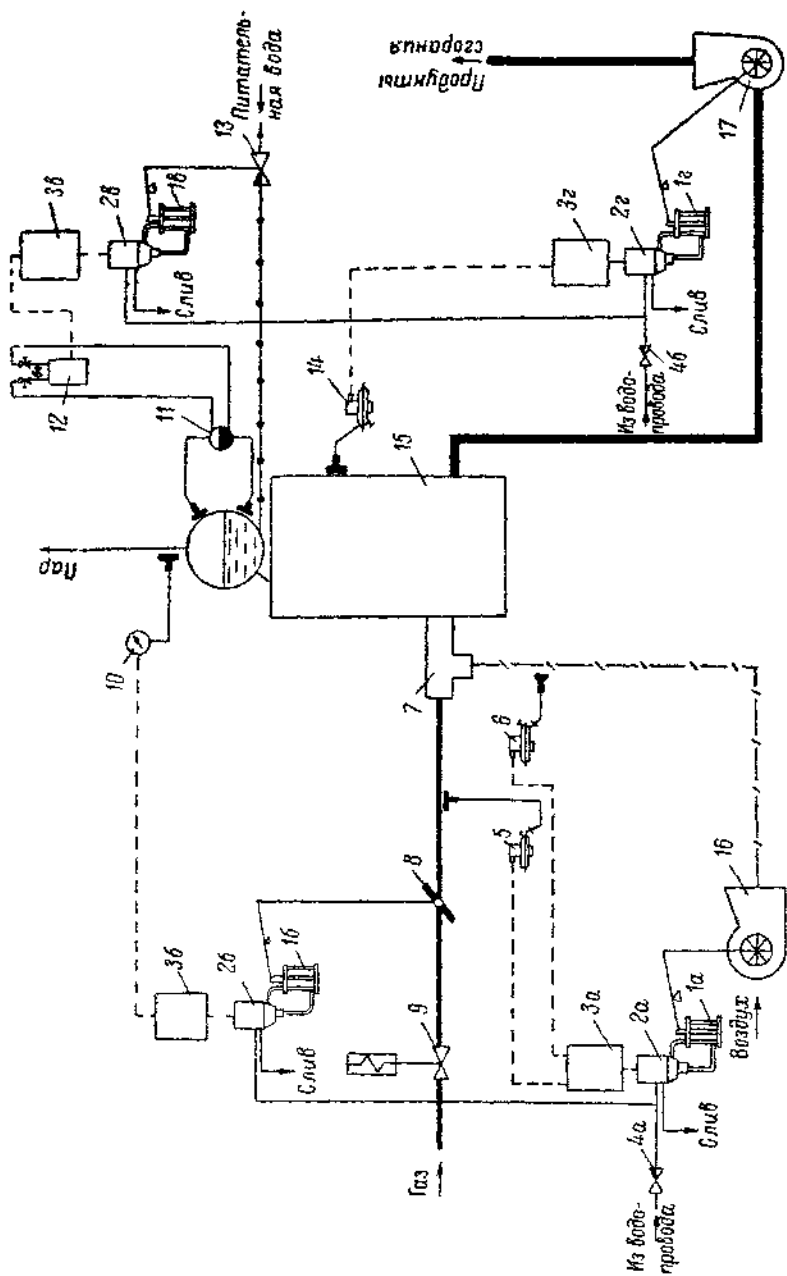 Пар
10
12
11
3в
2в
1в
Слив
13
Питатель-
ная вода
3б
2б
1б
Слив
Газ
9
8
7
15
14
3г
2г
1г
Слив
4б
Из водо-
провода
Продукты
сгорания
17
5
6
3а
2а
1а
Слив
4а
Из водо-
провода
Воздух
16